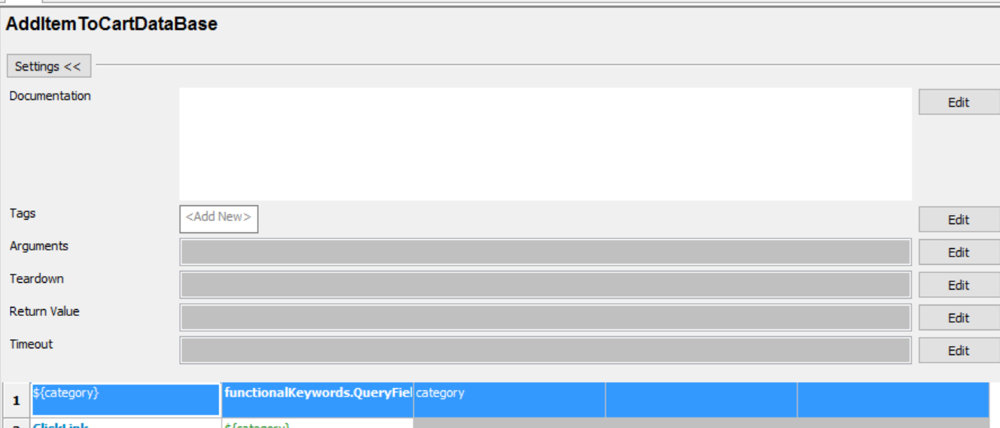 AddItemToCartDataBase
Settings <<
Documentation
Edit
Tags
<Add New>
Edit
Arguments
Edit
Teardown
Edit
Return Value
Edit
Timeout
Edit
1 ${category} functionalKeywords.QueryFiel category
ClickLink ${category}